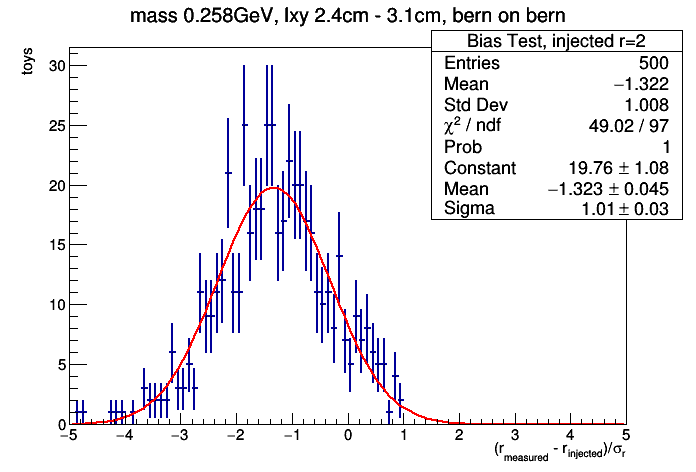 mass 0.258GeV, lxy 2.4cm - 3.1cm, bern on bern
toys
Bias Test, injected r=2
Entries 500
Mean −1.322
Std Dev 1.008
χ² / ndf 49.02 / 97
Prob 1
Constant 19.76 ± 1.08
Mean −1.323 ± 0.045
Sigma 1.01 ± 0.03
30
25
20
15
10
5
0
−5 −4 −3 −2 −1 0 1 2 3 4 5
(r_measured - r_injected)/σ_r